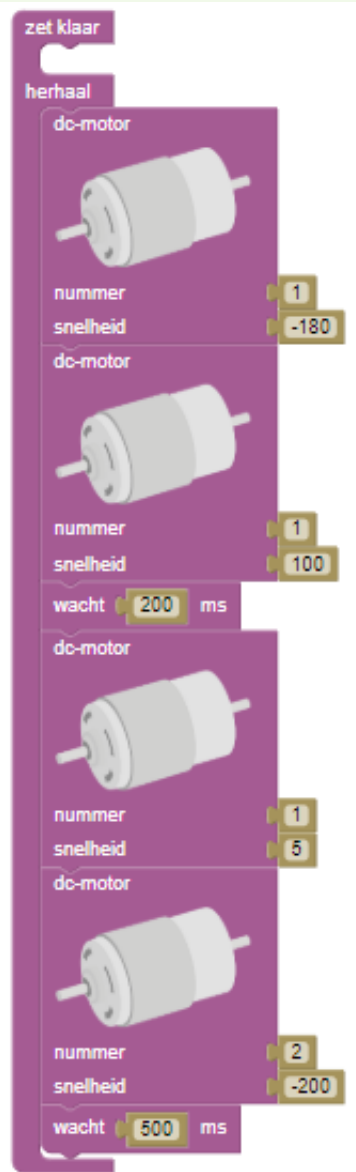 zet klaar
herhaal
dc-motor
nummer 1
snelheid -180
dc-motor
nummer 1
snelheid 100
wacht 200 ms
dc-motor
nummer 1
snelheid 5
dc-motor
nummer 2
snelheid -200
wacht 500 ms